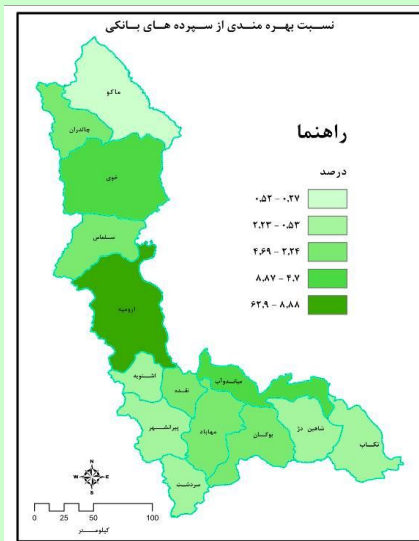 نسبت بهره مندی از سپرده های بانکی
ماکو
چالدران
راهنما
خوی
درصد
۰.۵۲ - ۰.۲۷
۲.۲۳ - ۰.۵۳
سلماس
۴.۶۹ - ۲.۲۴
۸.۸۷ - ۴.۷
ارومیه
۶۲.۹ - ۸.۸۸
اشنویه
نقده
میاندوآب
پیرانشهر
مهاباد
بوکان
شاهین دژ
تکاب
سردشت
N
W E
S
0 25 50 100
کیلومتر